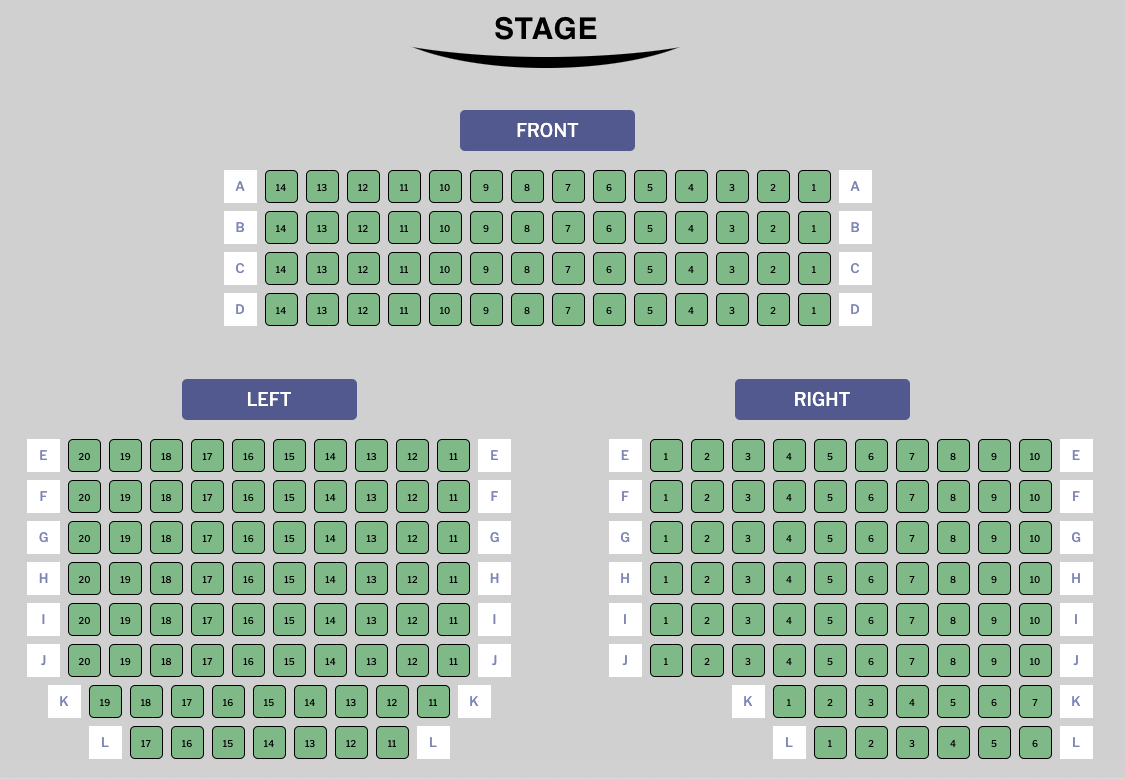 STAGE
FRONT
A 14 13 12 11 10 9 8 7 6 5 4 3 2 1 A
B 14 13 12 11 10 9 8 7 6 5 4 3 2 1 B
C 14 13 12 11 10 9 8 7 6 5 4 3 2 1 C
D 14 13 12 11 10 9 8 7 6 5 4 3 2 1 D
LEFT
E 20 19 18 17 16 15 14 13 12 11 E
F 20 19 18 17 16 15 14 13 12 11 F
G 20 19 18 17 16 15 14 13 12 11 G
H 20 19 18 17 16 15 14 13 12 11 H
I 20 19 18 17 16 15 14 13 12 11 I
J 20 19 18 17 16 15 14 13 12 11 J
K 19 18 17 16 15 14 13 12 11 K
L 17 16 15 14 13 12 11 L
RIGHT
E 1 2 3 4 5 6 7 8 9 10 E
F 1 2 3 4 5 6 7 8 9 10 F
G 1 2 3 4 5 6 7 8 9 10 G
H 1 2 3 4 5 6 7 8 9 10 H
I 1 2 3 4 5 6 7 8 9 10 I
J 1 2 3 4 5 6 7 8 9 10 J
K 1 2 3 4 5 6 7 K
L 1 2 3 4 5 6 L